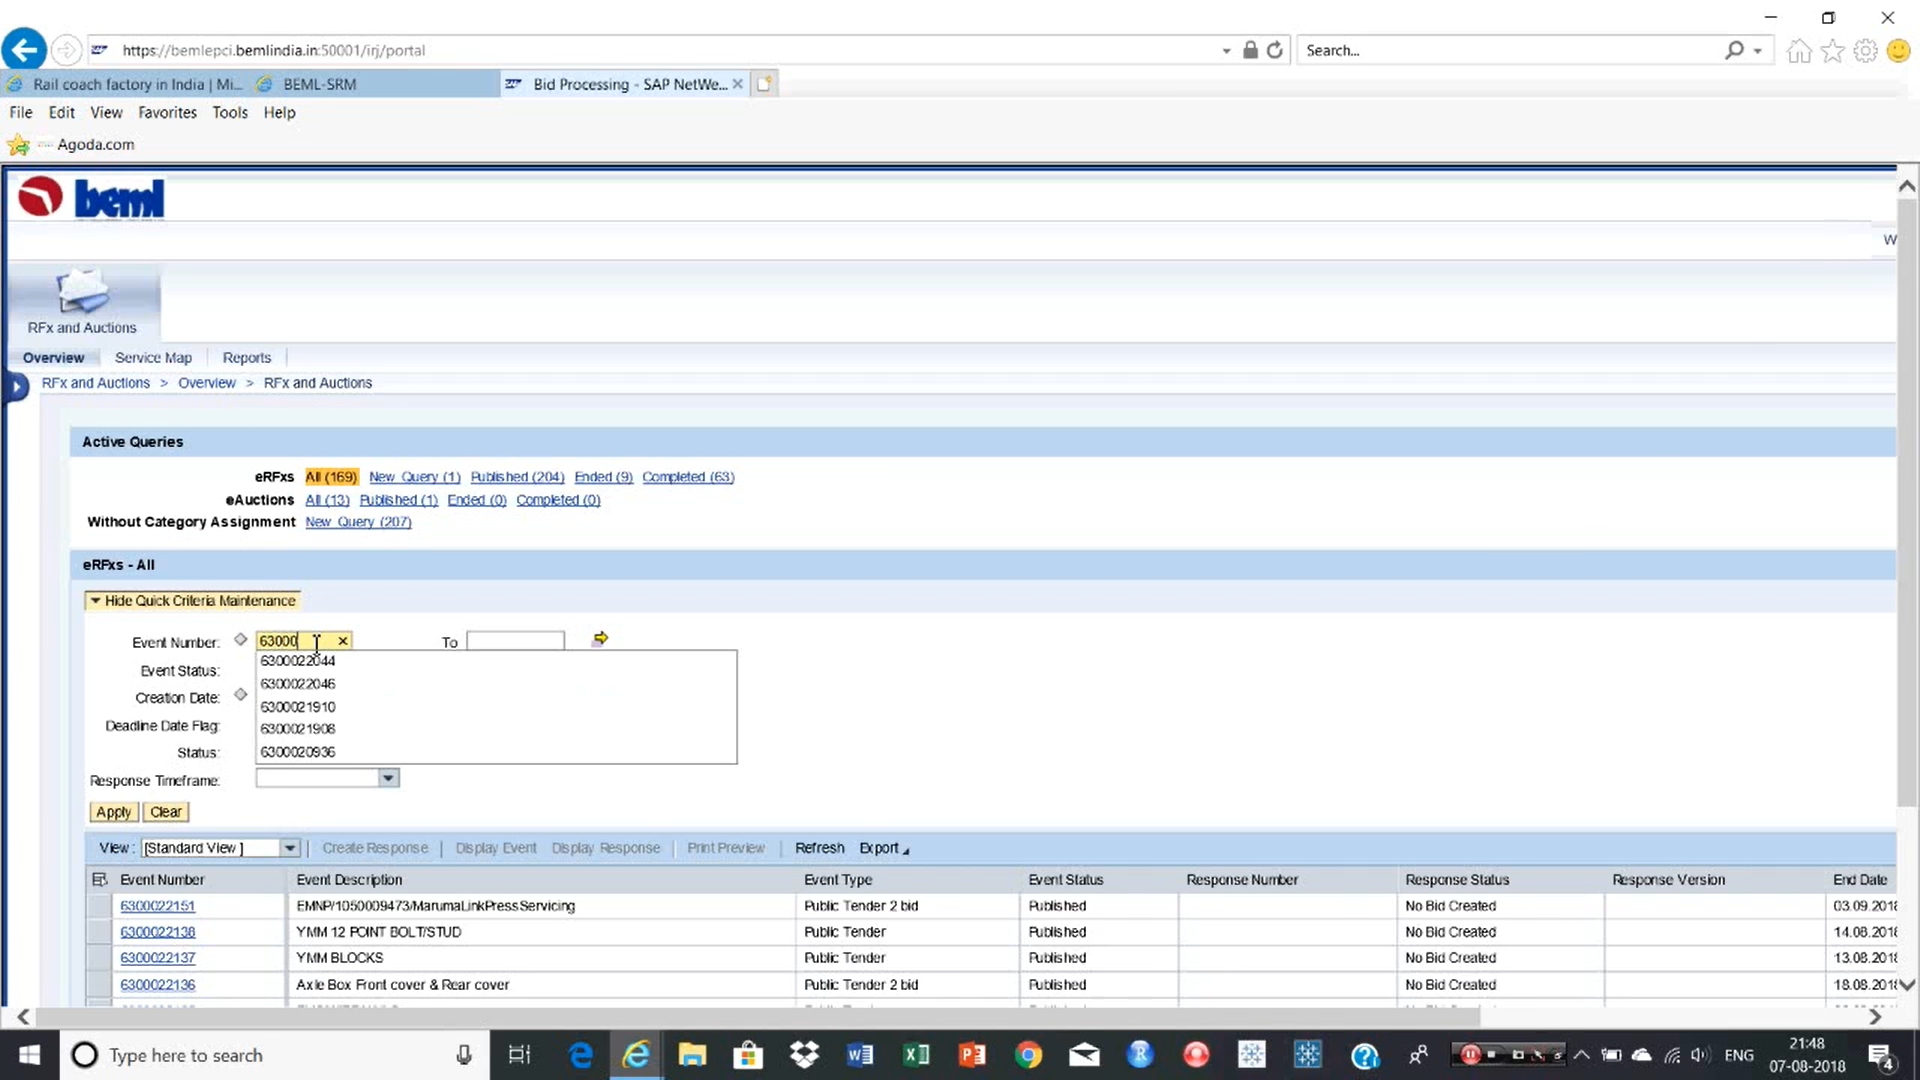 https://bemlepci.bemlindia.in:50001/irj/portal
Search...
Rail coach factory in India | Mi...
BEML-SRM
Bid Processing - SAP NetWe...
File Edit View Favorites Tools Help
Agoda.com
beml
W
RFx and Auctions
Overview Service Map Reports
RFx and Auctions > Overview > RFx and Auctions
Active Queries
eRFxs All (169) New Query (1) Published (204) Ended (9) Completed (63)
eAuctions All (13) Published (1) Ended (0) Completed (0)
Without Category Assignment New Query (207)
eRFxs - All
Hide Quick Criteria Maintenance
Event Number: 63000 To
6300022044
Event Status:
6300022046
Creation Date:
6300021910
Deadline Date Flag:
6300021908
Status:
6300020936
Response Timeframe:
Apply Clear
View : [Standard View ] Create Response Display Event Display Response Print Preview Refresh Export
Event Number Event Description Event Type Event Status Response Number Response Status Response Version End Date
6300022151 EMNP/1050009473/MarumaLinkPressServicing Public Tender 2 bid Published No Bid Created 03.09.2018
6300022138 YMM 12 POINT BOLT/STUD Public Tender Published No Bid Created 14.08.2018
6300022137 YMM BLOCKS Public Tender Published No Bid Created 13.08.2018
6300022136 Axle Box Front cover & Rear cover Public Tender 2 bid Published No Bid Created 18.08.2018
Type here to search
ENG
21:48
07-08-2018
4